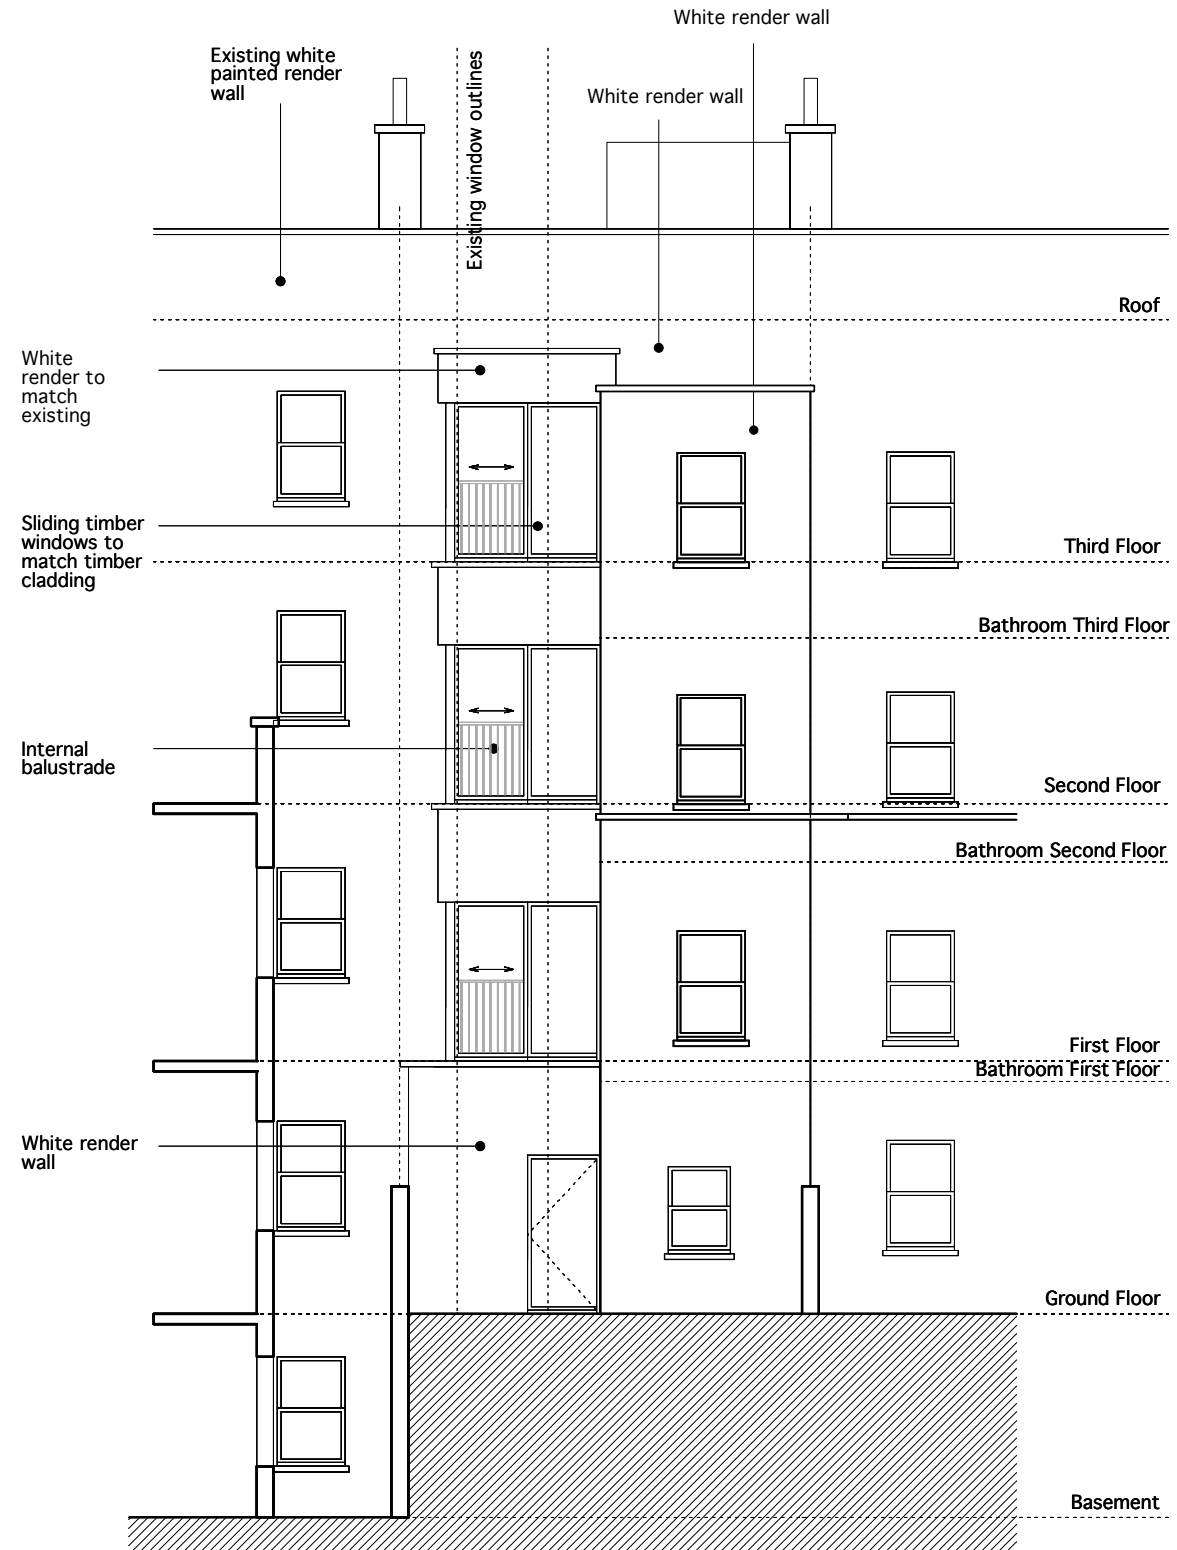 White render wall
Existing white
painted render
wall
Existing window outlines
White render wall
Roof
White
render to
match
existing
Sliding timber
windows to
match timber
cladding
Third Floor
Bathroom Third Floor
Internal
balustrade
Second Floor
Bathroom Second Floor
First Floor
Bathroom First Floor
White render
wall
Ground Floor
Basement